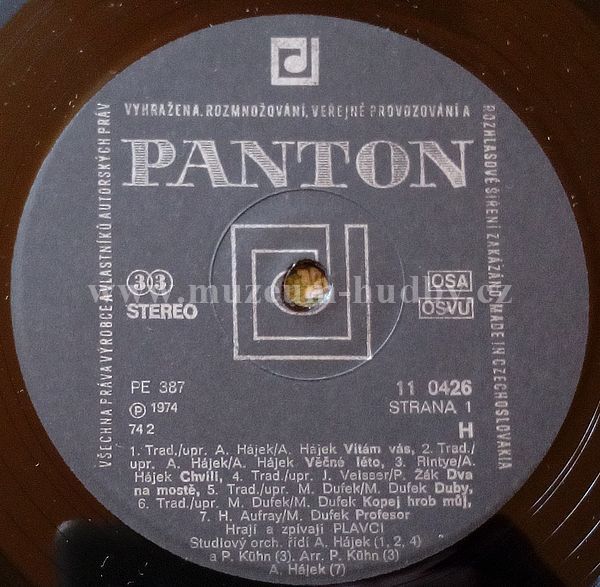 VYHRAŽENA. ROZMNOŽOVÁNÍ, VEŘEJNÉ PROVOZOVÁNÍ A
ROZHLASOVÉ ŠÍŘENÍ ZAKÁZÁNO! MADE IN CZECHOSLOVAKIA
VŠECHNA PRÁVA VÝROBCE A VLASTNÍKŮ AUTORSKÝCH PRÁV
PANTON
33
STEREO
OSA
OSVU
www.muzeum-hudby.cz
PE 387
11 0426
℗ 1974
STRANA 1
74 2
H
1. Trad./upr. A. Hájek/A. Hájek Vítám vás, 2. Trad./
upr. A. Hájek/A. Hájek Věčné léto, 3. Rintye/A.
Hájek Chvíli, 4. Trad./upr. J. Veisser/P. Žák Dva
na mostě, 5. Trad./upr. M. Dufek/M. Dufek Duby,
6. Trad./upr. M. Dufek/M. Dufek Kopej hrob můj,
7. H. Aufray/M. Dufek Profesor
Hrají a zpívají PLAVCI
Studiový orch. řídí A. Hájek (1, 2, 4)
a P. Kühn (3). Arr. P. Kühn (3)
A. Hájek (7)